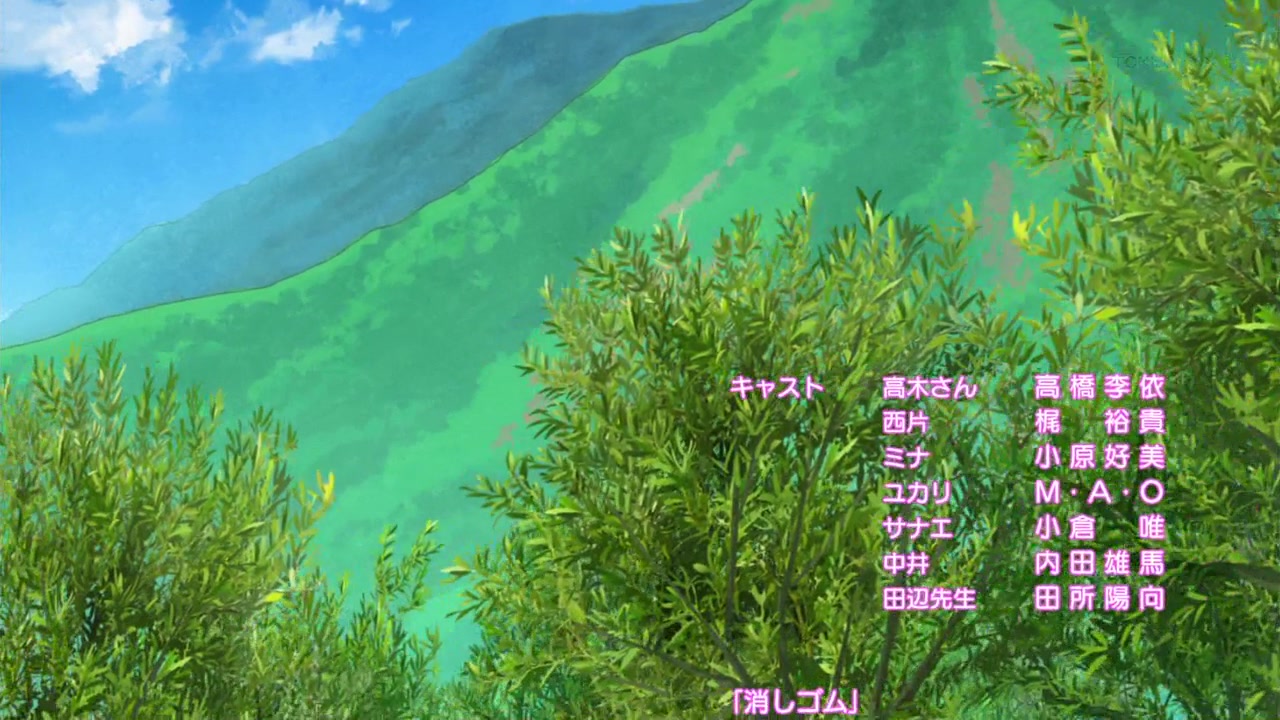 キャスト 高木さん 高橋李依
西片 梶 裕貴
ミナ 小原好美
ユカリ M・A・O
サナエ 小倉 唯
中井 内田雄馬
田辺先生 田所陽向
「消しゴム」